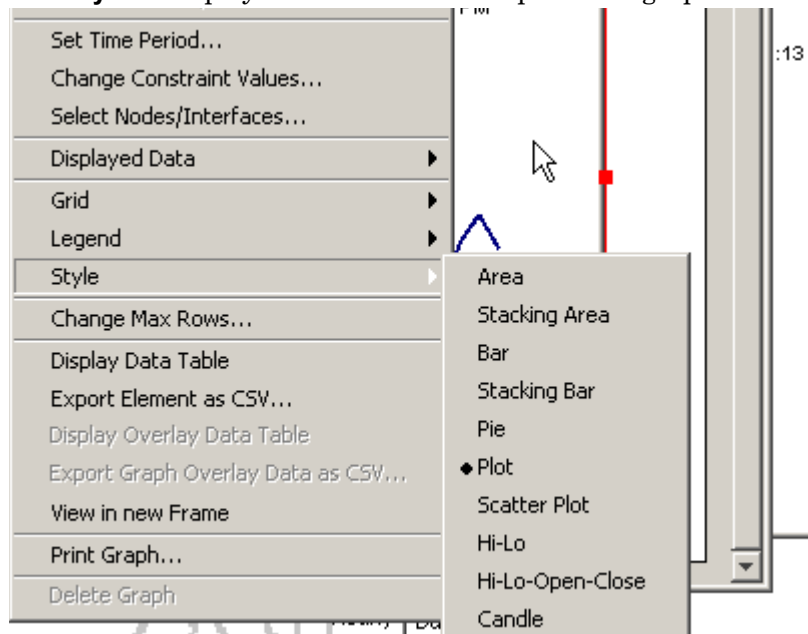 PM
Set Time Period...
:13
Change Constraint Values...
Select Nodes/Interfaces...
Displayed Data
Grid
Legend
Style
Area
Stacking Area
Change Max Rows...
Bar
Display Data Table
Stacking Bar
Export Element as CSV...
Pie
Display Overlay Data Table
Plot
Export Graph Overlay Data as CSV...
Scatter Plot
View in new Frame
Hi-Lo
Print Graph...
Hi-Lo-Open-Close
Delete Graph
Candle